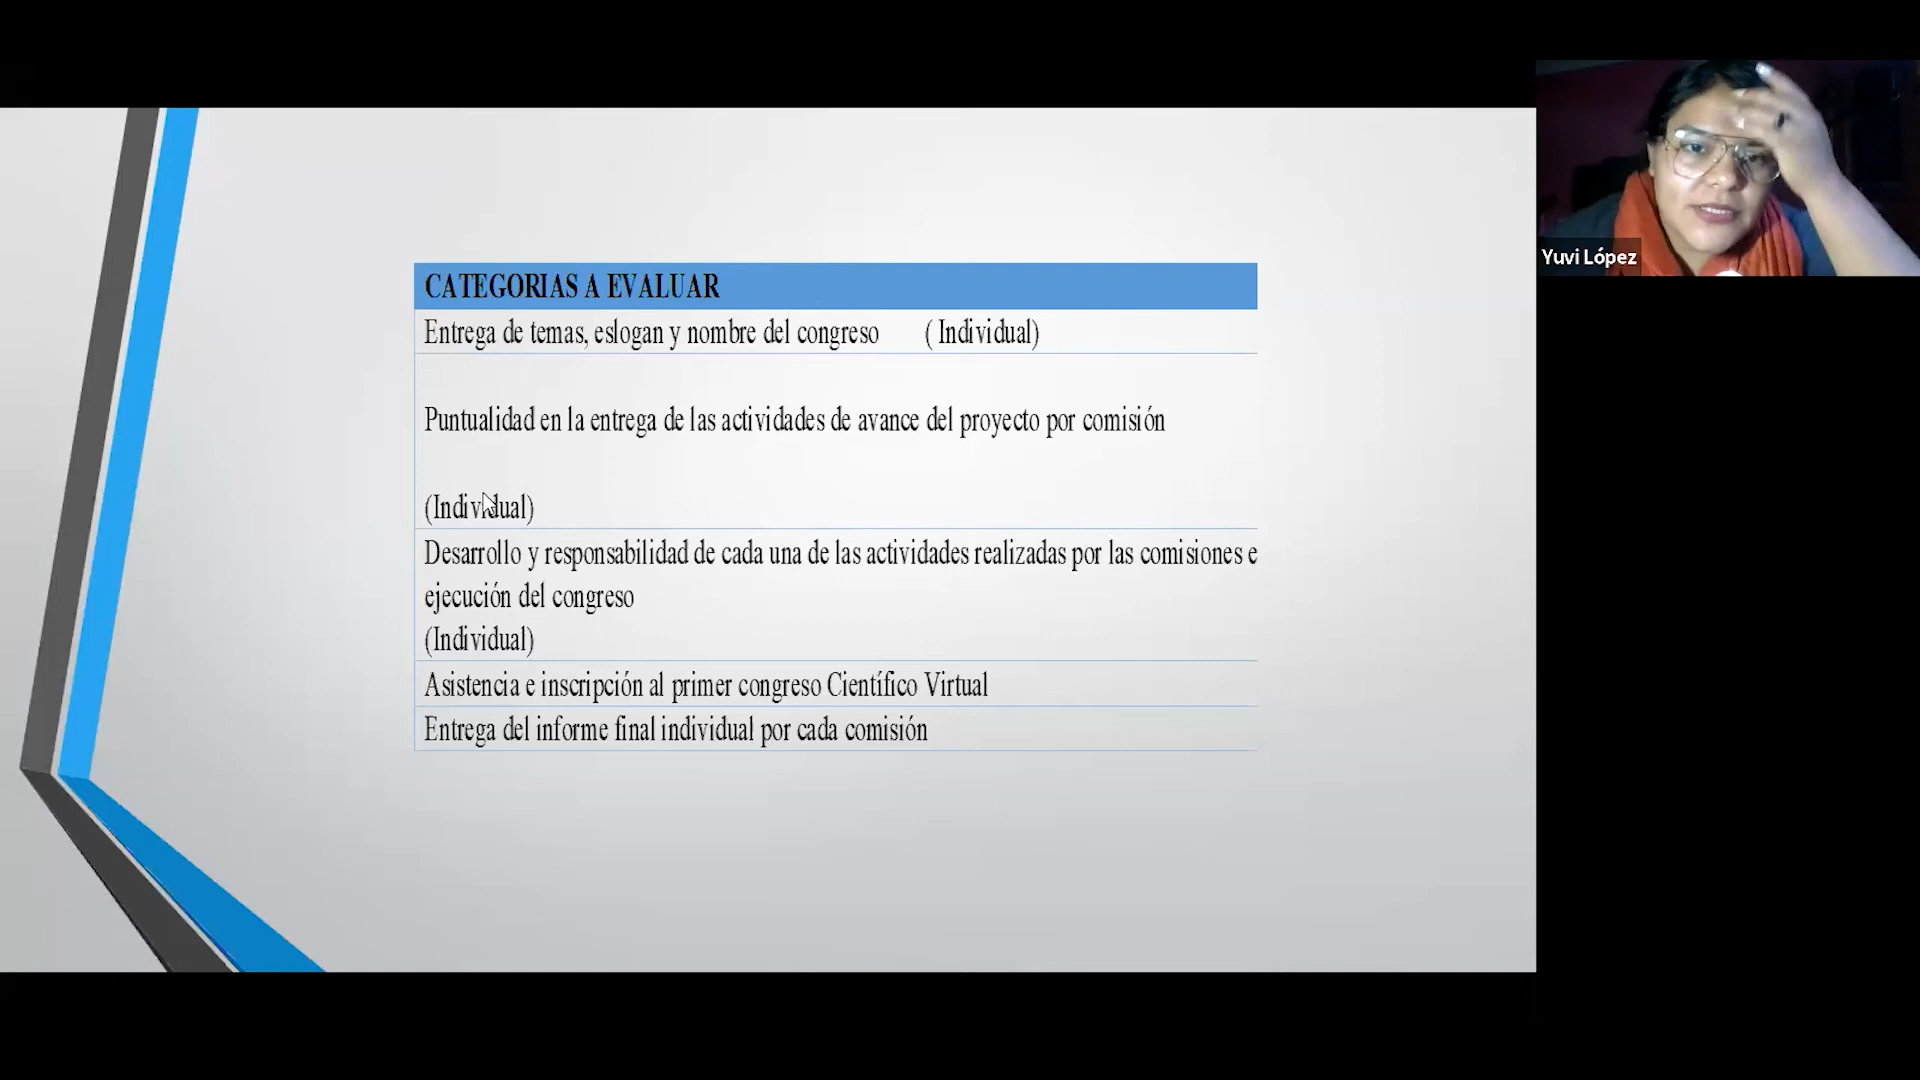 CATEGORIAS A EVALUAR
Entrega de temas, eslogan y nombre del congreso ( Individual)
Puntualidad en la entrega de las actividades de avance del proyecto por comisión
(Individual)
Desarrollo y responsabilidad de cada una de las actividades realizadas por las comisiones e
ejecución del congreso
(Individual)
Asistencia e inscripción al primer congreso Científico Virtual
Entrega del informe final individual por cada comisión
Yuvi López